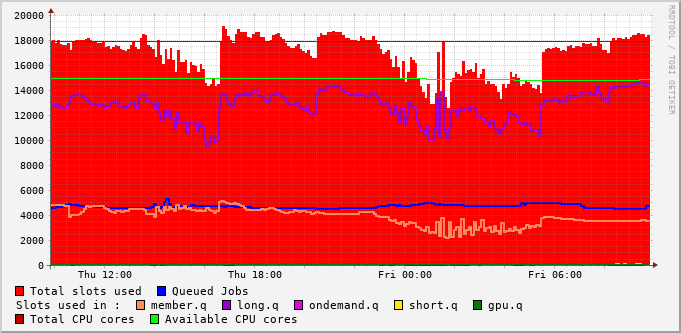 20000
18000
16000
14000
12000
10000
8000
6000
4000
2000
0
Thu 12:00 Thu 18:00 Fri 00:00 Fri 06:00
RRDTOOL / TOBI OETIKER
Total slots used Queued Jobs
Slots used in : member.q long.q ondemand.q short.q gpu.q
Total CPU cores Available CPU cores